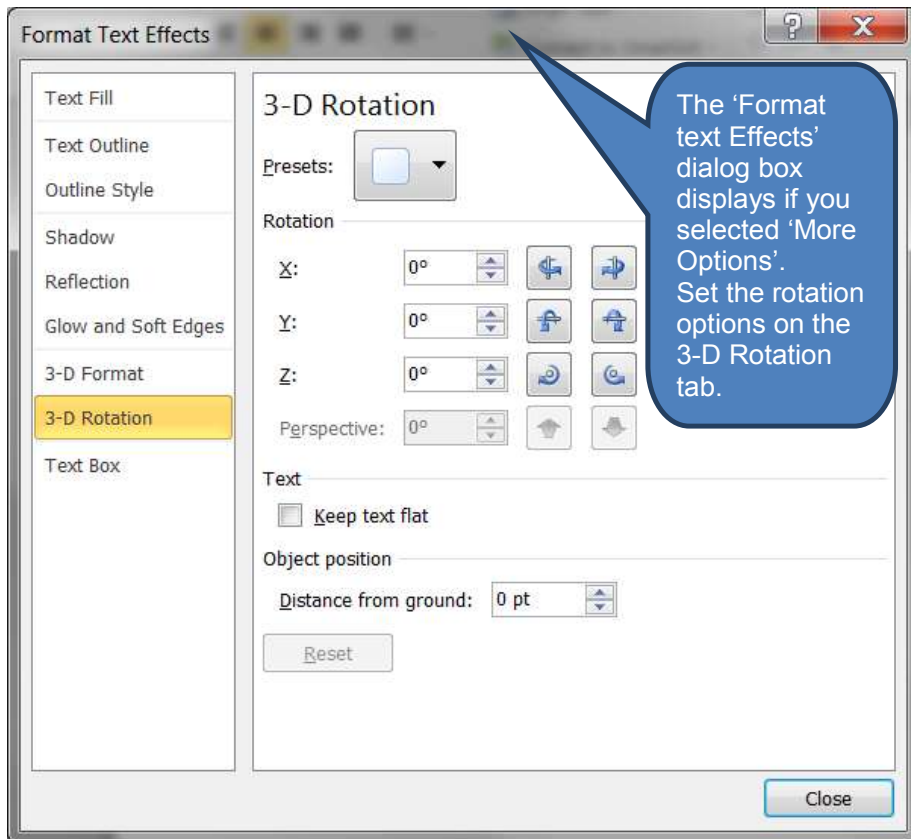 Format Text Effects
Text Fill
Text Outline
Outline Style
Shadow
Reflection
Glow and Soft Edges
3-D Format
3-D Rotation
Text Box
3-D Rotation
Presets:
Rotation
X: 0°
Y: 0°
Z: 0°
Perspective: 0°
Text
Keep text flat
Object position
Distance from ground: 0 pt
Reset
Close
The ‘Format
text Effects’
dialog box
displays if you
selected ‘More
Options’.
Set the rotation
options on the
3-D Rotation
tab.